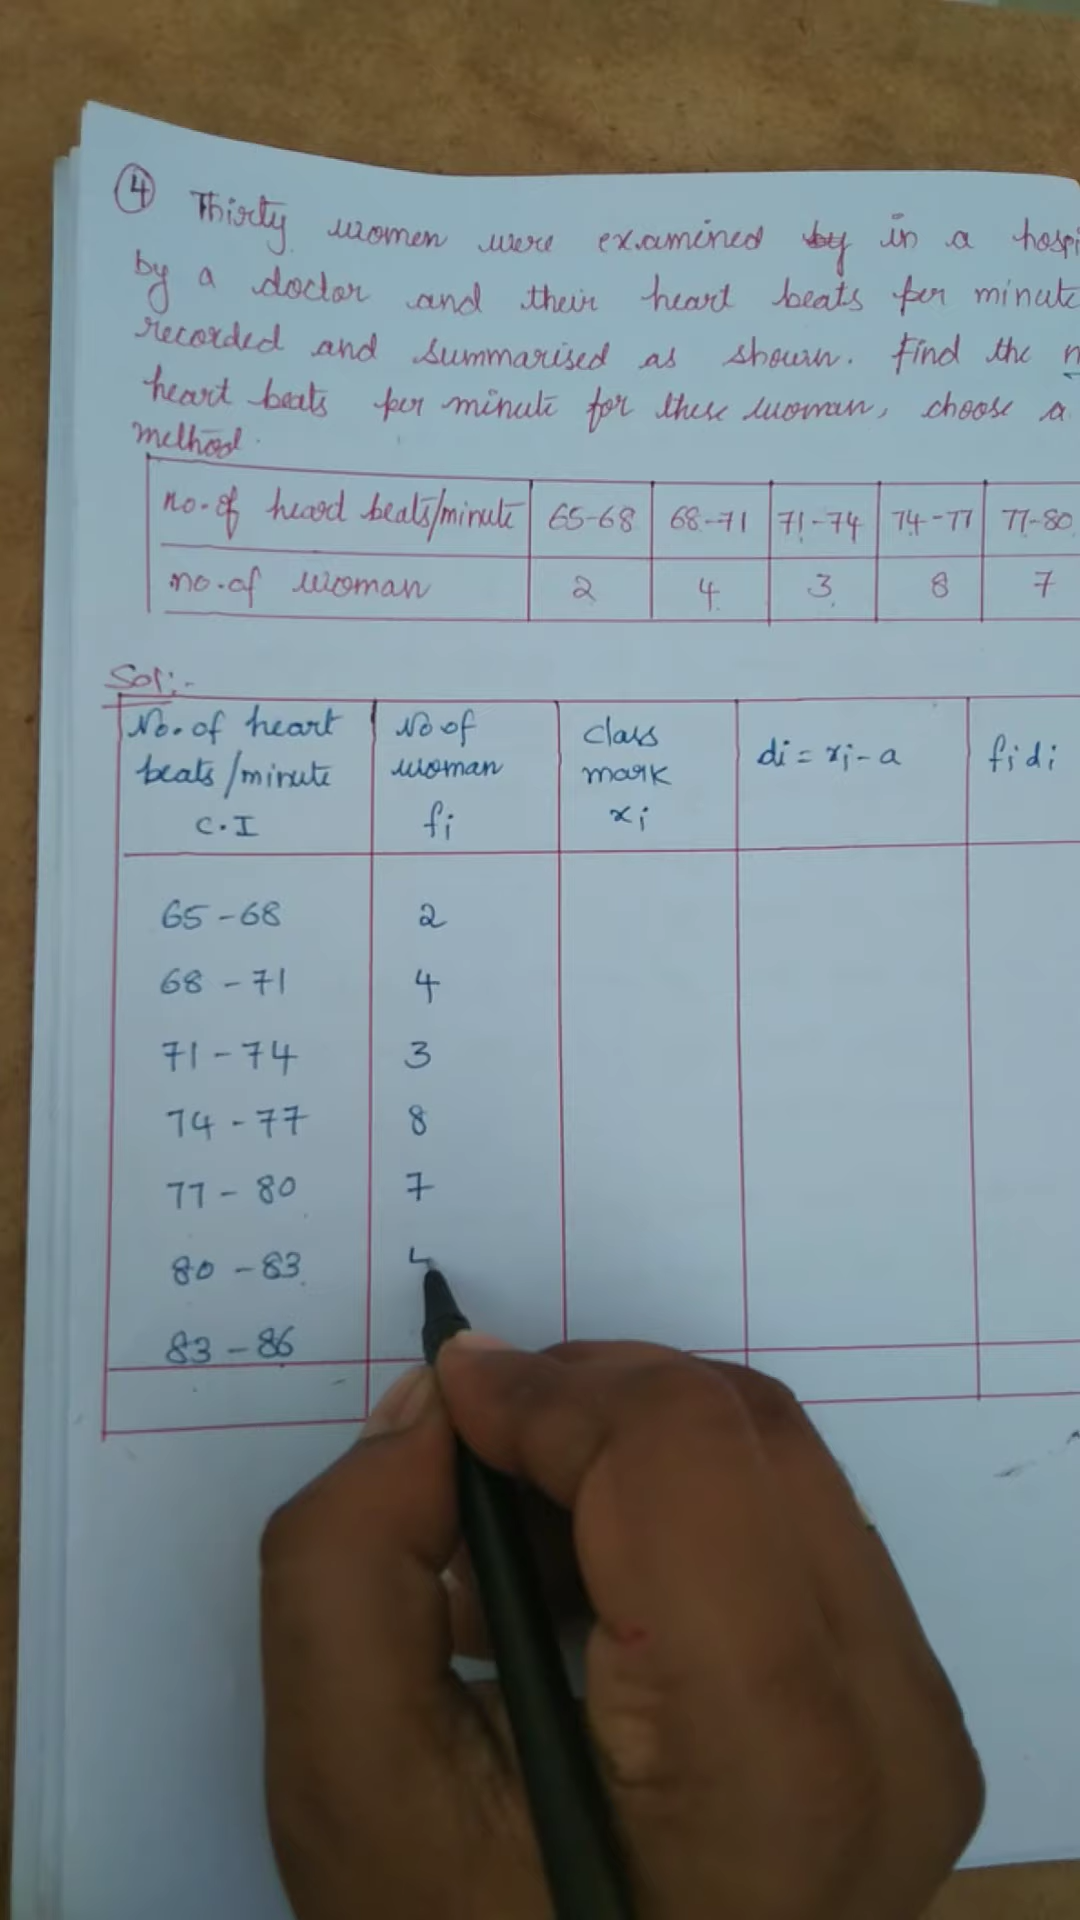 4 Thirty women were examined by in a hospi
by a doctor and their heart beats per minute
recorded and summarised as shown. Find the
heart beats per minute for these woman, choose a
method.
no.of heard beats/minute 65-68 68-71 71-74 74-77 77-80
no.of woman 2 4 3 8 7
Sol:-
No. of heart beats/minute C.I No of woman fi class mark xi di = xi - a fidi
65-68 2
68-71 4
71-74 3
74-77 8
77-80 7
80-83
83-86